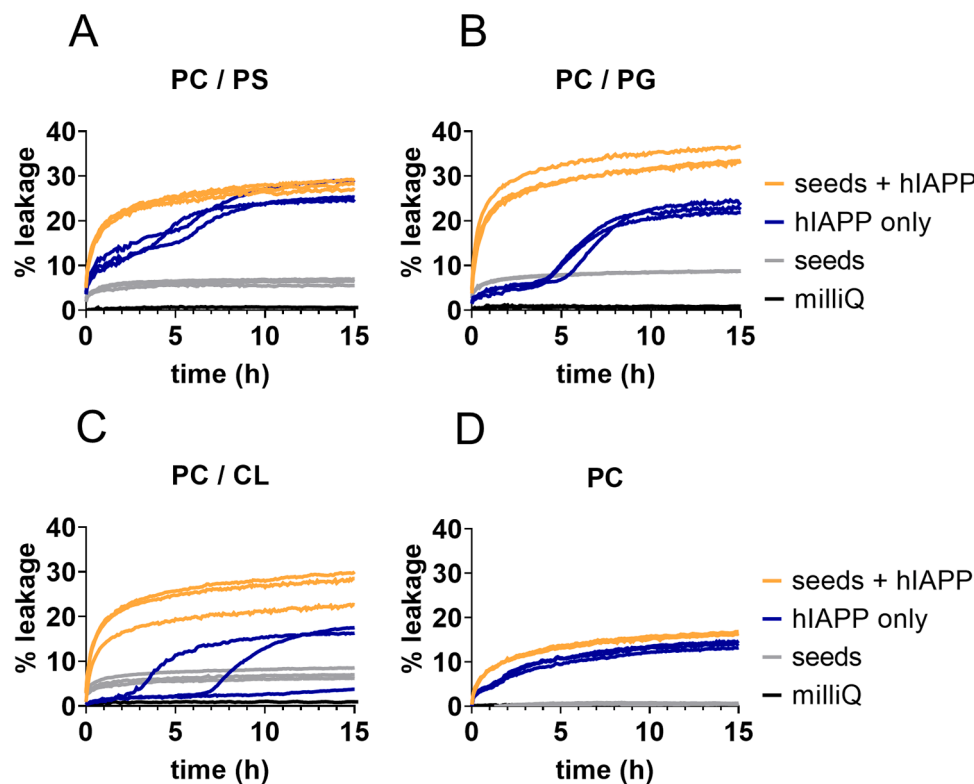 A
B
PC / PS
PC / PG
% leakage
40
30
20
10
0
0 5 10 15
time (h)
% leakage
40
30
20
10
0
0 5 10 15
time (h)
seeds + hIAPP
hIAPP only
seeds
milliQ
C
D
PC / CL
PC
% leakage
40
30
20
10
0
0 5 10 15
time (h)
% leakage
40
30
20
10
0
0 5 10 15
time (h)
seeds + hIAPP
hIAPP only
seeds
milliQ